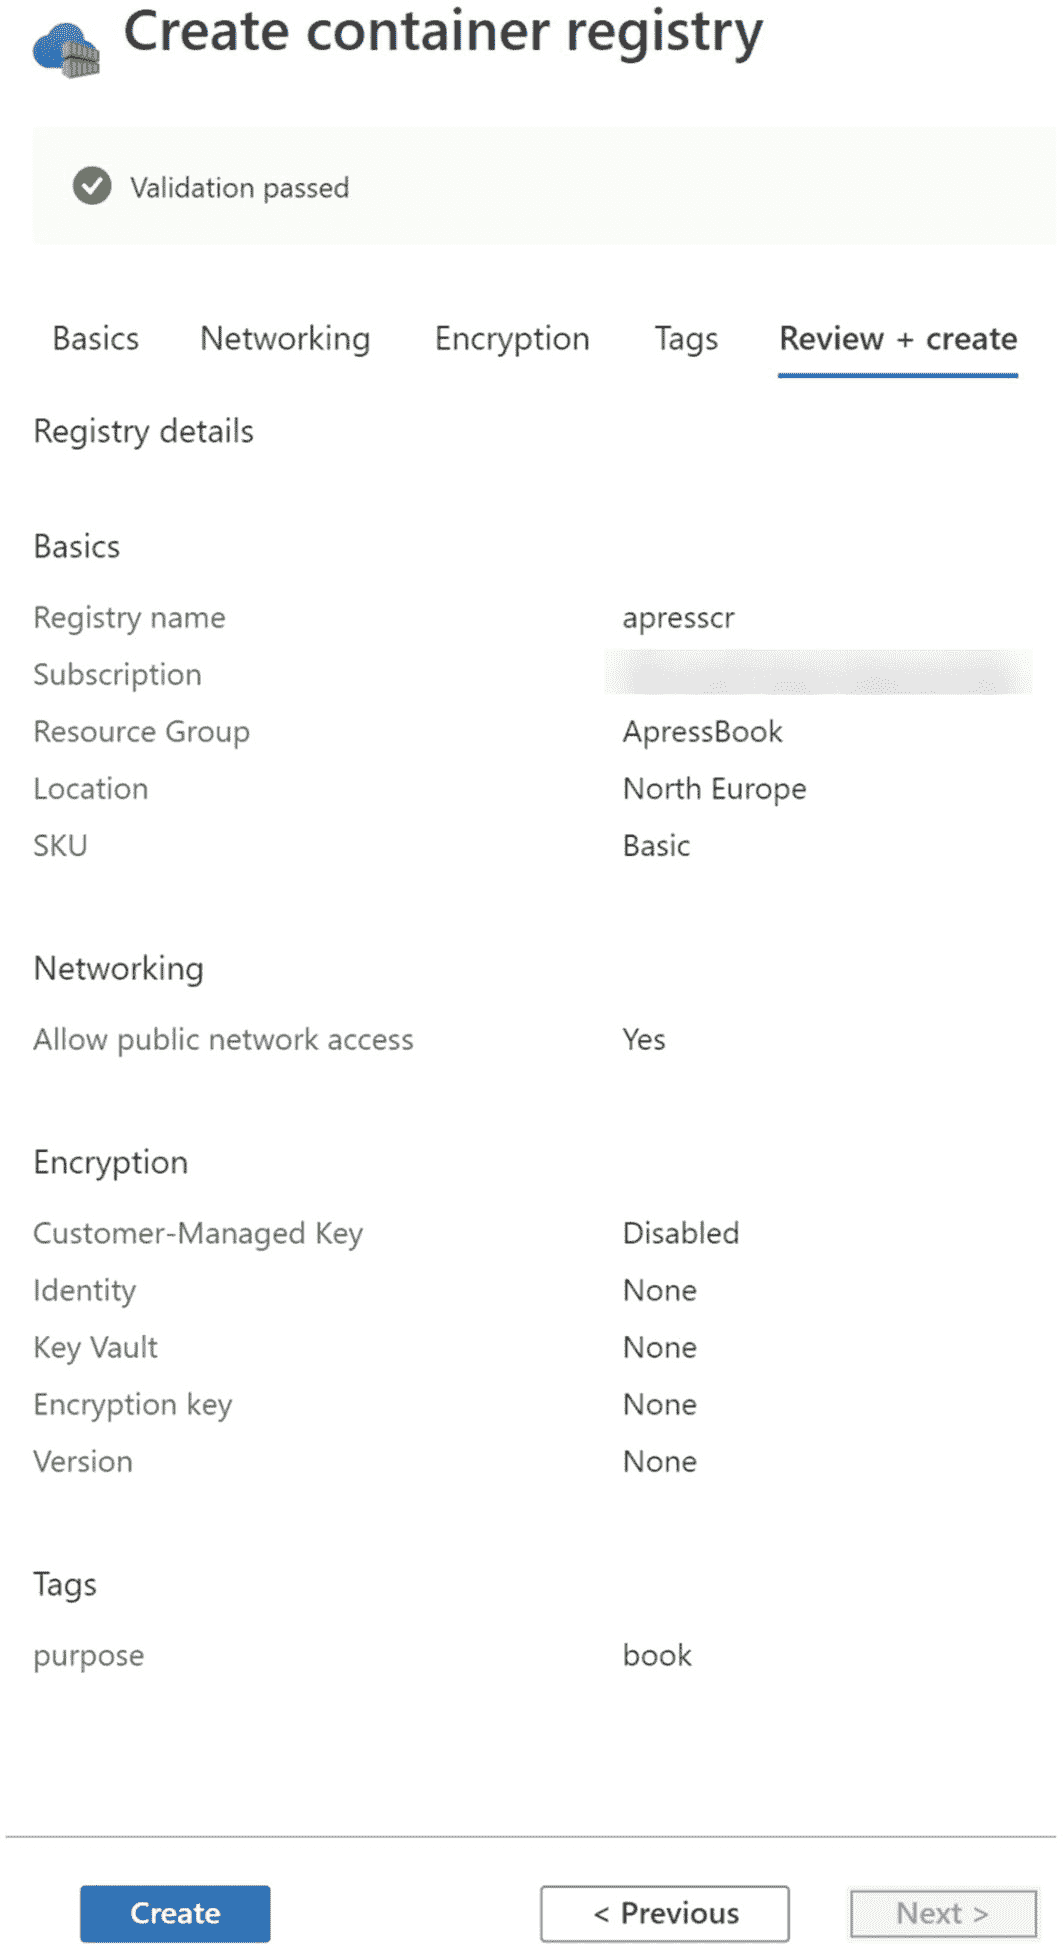 Create container registry
Validation passed
Basics Networking Encryption Tags Review + create
Registry details
Basics
Registry name apresscr
Subscription
Resource Group ApressBook
Location North Europe
SKU Basic
Networking
Allow public network access Yes
Encryption
Customer-Managed Key Disabled
Identity None
Key Vault None
Encryption key None
Version None
Tags
purpose book
Create < Previous Next >